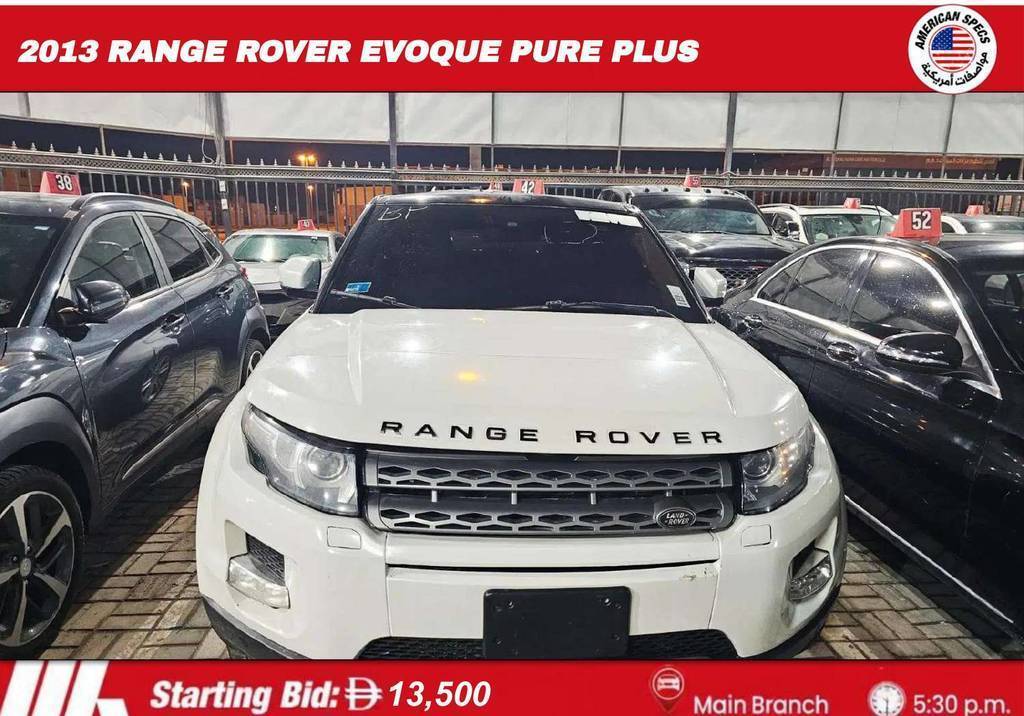 2013 RANGE ROVER EVOQUE PURE PLUS
AMERICAN SPECS
مواصفات أمريكية
38
42
52
BF
RANGE ROVER
LAND-
ROVER
Starting Bid: 13,500
Main Branch
5:30 p.m.